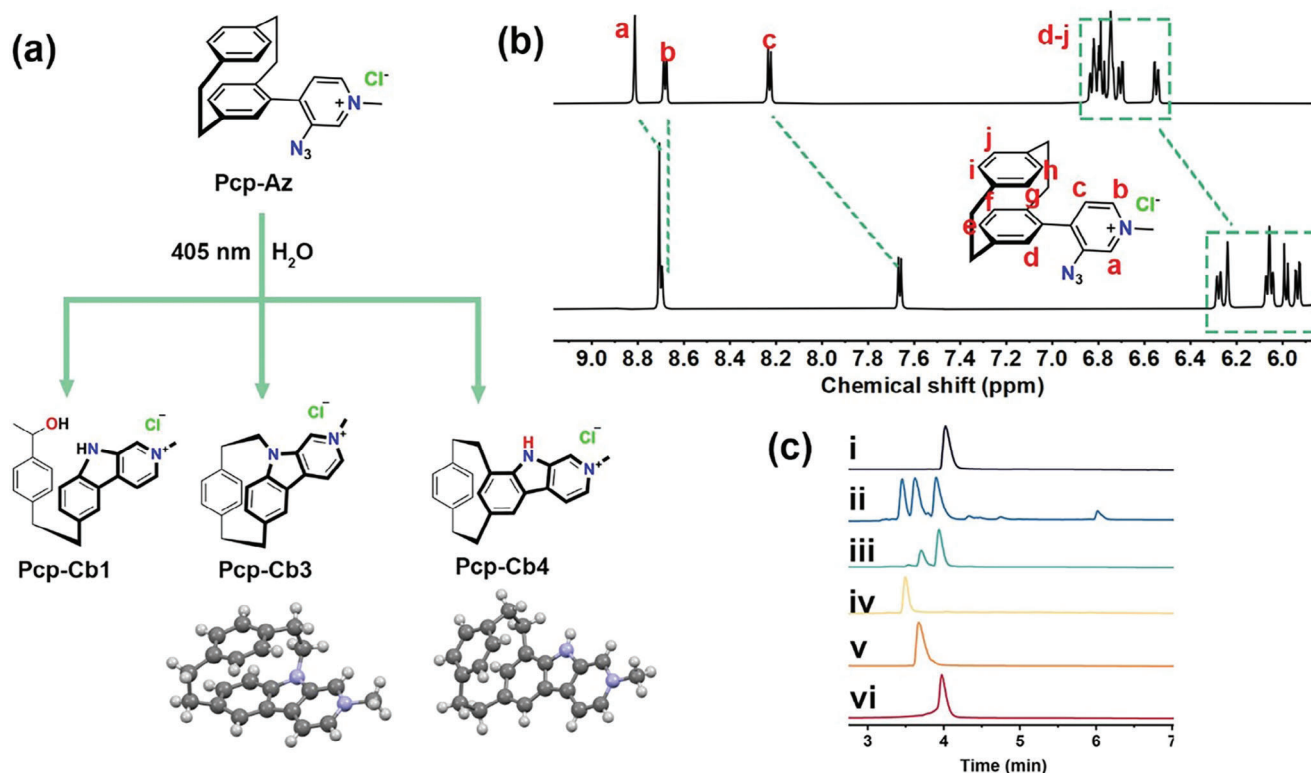 (a)
Cl-
N
+
N3
Pcp-Az
405 nm H2O
OH
HN
Cl−
N+
Pcp-Cb1
Cl−
N
N+
Pcp-Cb3
H
N
Cl−
N+
Pcp-Cb4
(b)
a
b
c
d-j
j
i
h
f
g
e
d
c
b
Cl-
N
+
a
N3
9.0 8.8 8.6 8.4 8.2 8.0 7.8 7.6 7.4 7.2 7.0 6.8 6.6 6.4 6.2 6.0
Chemical shift (ppm)
(c)
i
ii
iii
iv
v
vi
3 4 5 6 7
Time (min)